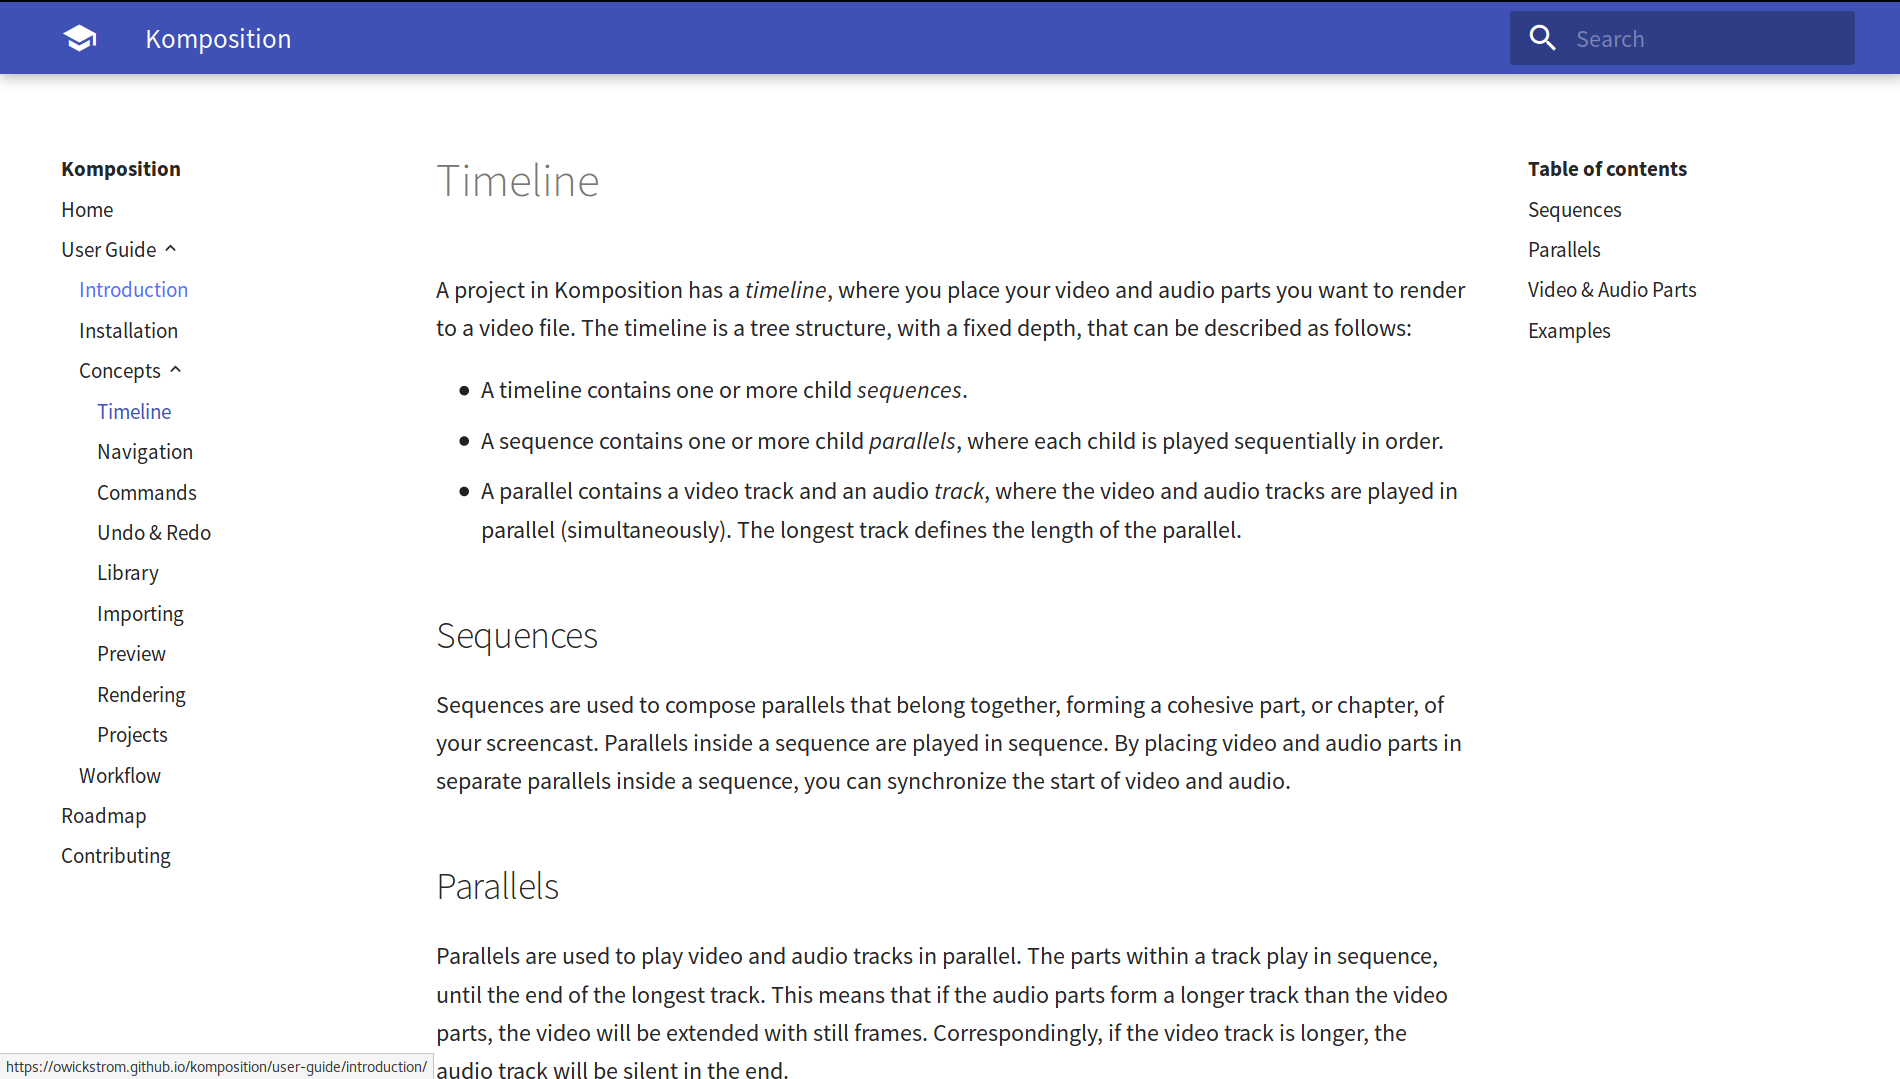 Komposition
Search
Komposition
Home
User Guide
Introduction
Installation
Concepts
Timeline
Navigation
Commands
Undo & Redo
Library
Importing
Preview
Rendering
Projects
Workflow
Roadmap
Contributing
Timeline
A project in Komposition has a timeline, where you place your video and audio parts you want to render
to a video file. The timeline is a tree structure, with a fixed depth, that can be described as follows:
• A timeline contains one or more child sequences.
• A sequence contains one or more child parallels, where each child is played sequentially in order.
• A parallel contains a video track and an audio track, where the video and audio tracks are played in
parallel (simultaneously). The longest track defines the length of the parallel.
Sequences
Sequences are used to compose parallels that belong together, forming a cohesive part, or chapter, of
your screencast. Parallels inside a sequence are played in sequence. By placing video and audio parts in
separate parallels inside a sequence, you can synchronize the start of video and audio.
Parallels
Parallels are used to play video and audio tracks in parallel. The parts within a track play in sequence,
until the end of the longest track. This means that if the audio parts form a longer track than the video
parts, the video will be extended with still frames. Correspondingly, if the video track is longer, the
audio track will be silent in the end.
Table of contents
Sequences
Parallels
Video & Audio Parts
Examples
https://owickstrom.github.io/komposition/user-guide/introduction/